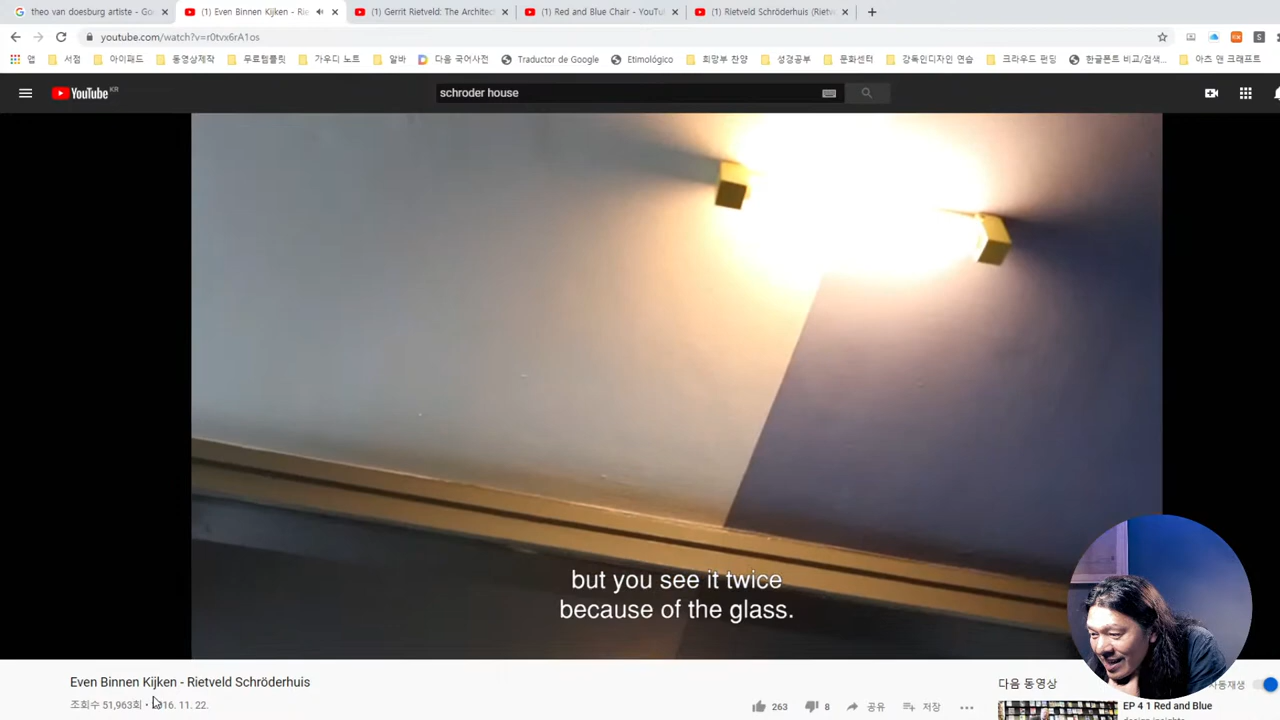 theo van doesburg artiste - Go
(1) Even Binnen Kijken - Rie
(1) Gerrit Rietveld: The Architec
(1) Red and Blue Chair - YouTu
(1) Rietveld Schröderhuis (Rietv
youtube.com/watch?v=r0tvx6rA1os
앱 서점 아이패드 동영상제작 무료템플릿 가우디 노트 알바 다음 국어사전 Traductor de Google Etimológico 희망부 찬양 성경공부 문화센터 감독인디자인 연습 크라우드 펀딩 한글폰트 비교/검색... 아츠 앤 크래프트
YouTube KR
schroder house
but you see it twice
because of the glass.
Even Binnen Kijken - Rietveld Schröderhuis
조회수 51,963회 • 2016. 11. 22.
263 8 공유 저장
다음 동영상 자동재생
EP 4 1 Red and Blue